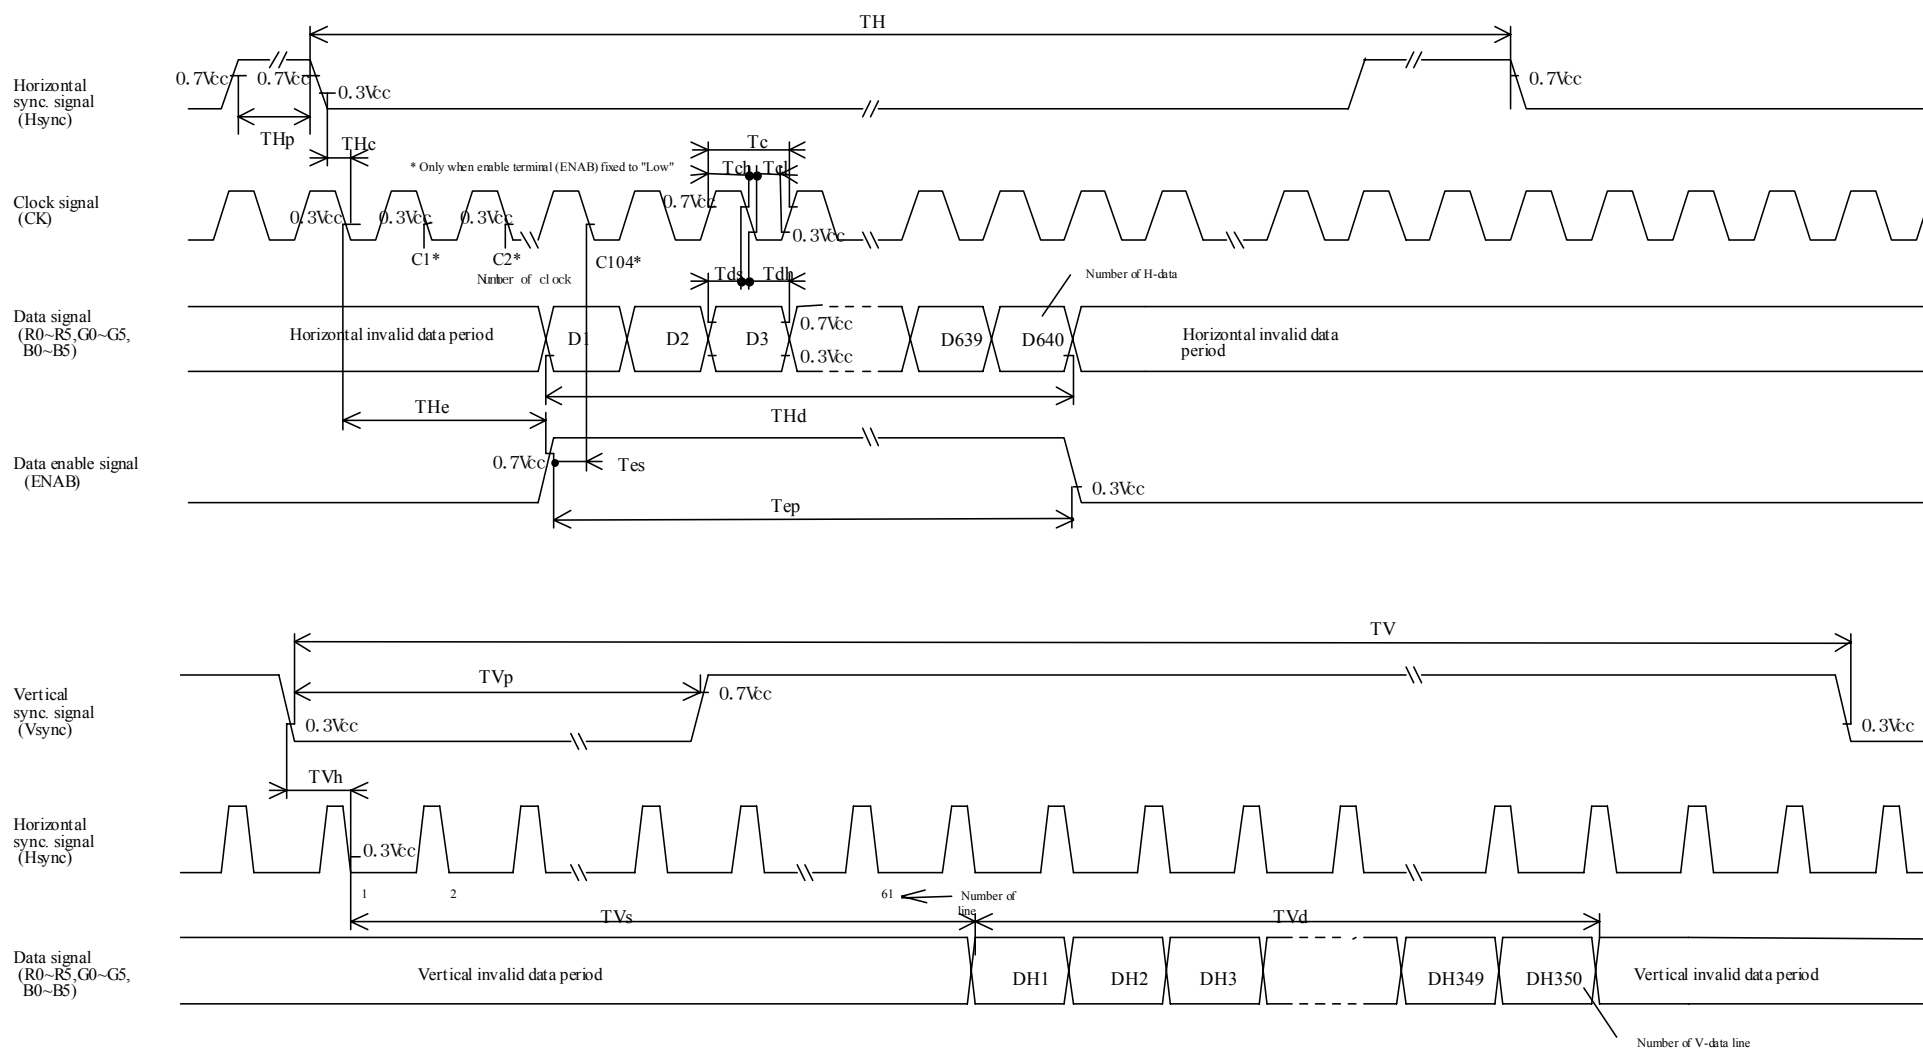 TH
Horizontal
sync. signal
(Hsync)
0.7Vcc
0.7Vcc
0.3Vcc
0.7Vcc
THp
THc
* Only when enable terminal (ENAB) fixed to "Low"
Tc
Tch
Tcl
Clock signal
(CK)
0.3Vcc
0.3Vcc
0.3Vcc
0.7Vcc
0.3Vcc
C1*
C2*
C104*
Number of clock
Tds
Tdh
Number of H-data
Data signal
(R0~R5,G0~G5,
B0~B5)
Horizontal invalid data period
D1
D2
D3
0.7Vcc
0.3Vcc
D639
D640
Horizontal invalid data
period
THe
THd
Data enable signal
(ENAB)
0.7Vcc
Tes
0.3Vcc
Tep
TV
Vertical
sync. signal
(Vsync)
TVp
0.7Vcc
0.3Vcc
0.3Vcc
TVh
Horizontal
sync. signal
(Hsync)
0.3Vcc
1
2
61
Number of
line
TVs
TVd
Data signal
(R0~R5,G0~G5,
B0~B5)
Vertical invalid data period
DH1
DH2
DH3
DH349
DH350
Vertical invalid data period
Number of V-data line